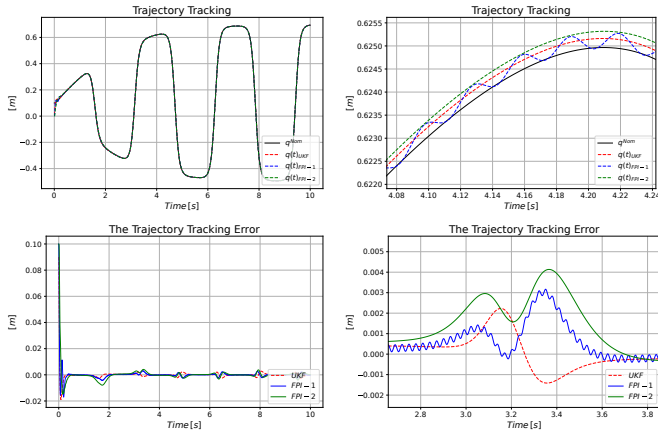 Trajectory Tracking
0.6
0.4
0.2
0.0
−0.2
−0.4
[m]
0
2
4
6
8
10
Time[s]
q^Nom
q(t)_UKF
q(t)_FPI−1
q(t)_FPI−2
Trajectory Tracking
0.6255
0.6250
0.6245
0.6240
0.6235
0.6230
0.6225
0.6220
[m]
4.08
4.10
4.12
4.14
4.16
4.18
4.20
4.22
4.24
Time[s]
q^Nom
q(t)_UKF
q(t)_FPI−1
q(t)_FPI−2
The Trajectory Tracking Error
0.10
0.08
0.06
0.04
0.02
0.00
−0.02
[m]
0
2
4
6
8
10
Time[s]
UKF
FPI−1
FPI−2
The Trajectory Tracking Error
0.005
0.004
0.003
0.002
0.001
0.000
−0.001
−0.002
[m]
2.8
3.0
3.2
3.4
3.6
3.8
Time[s]
UKF
FPI−1
FPI−2